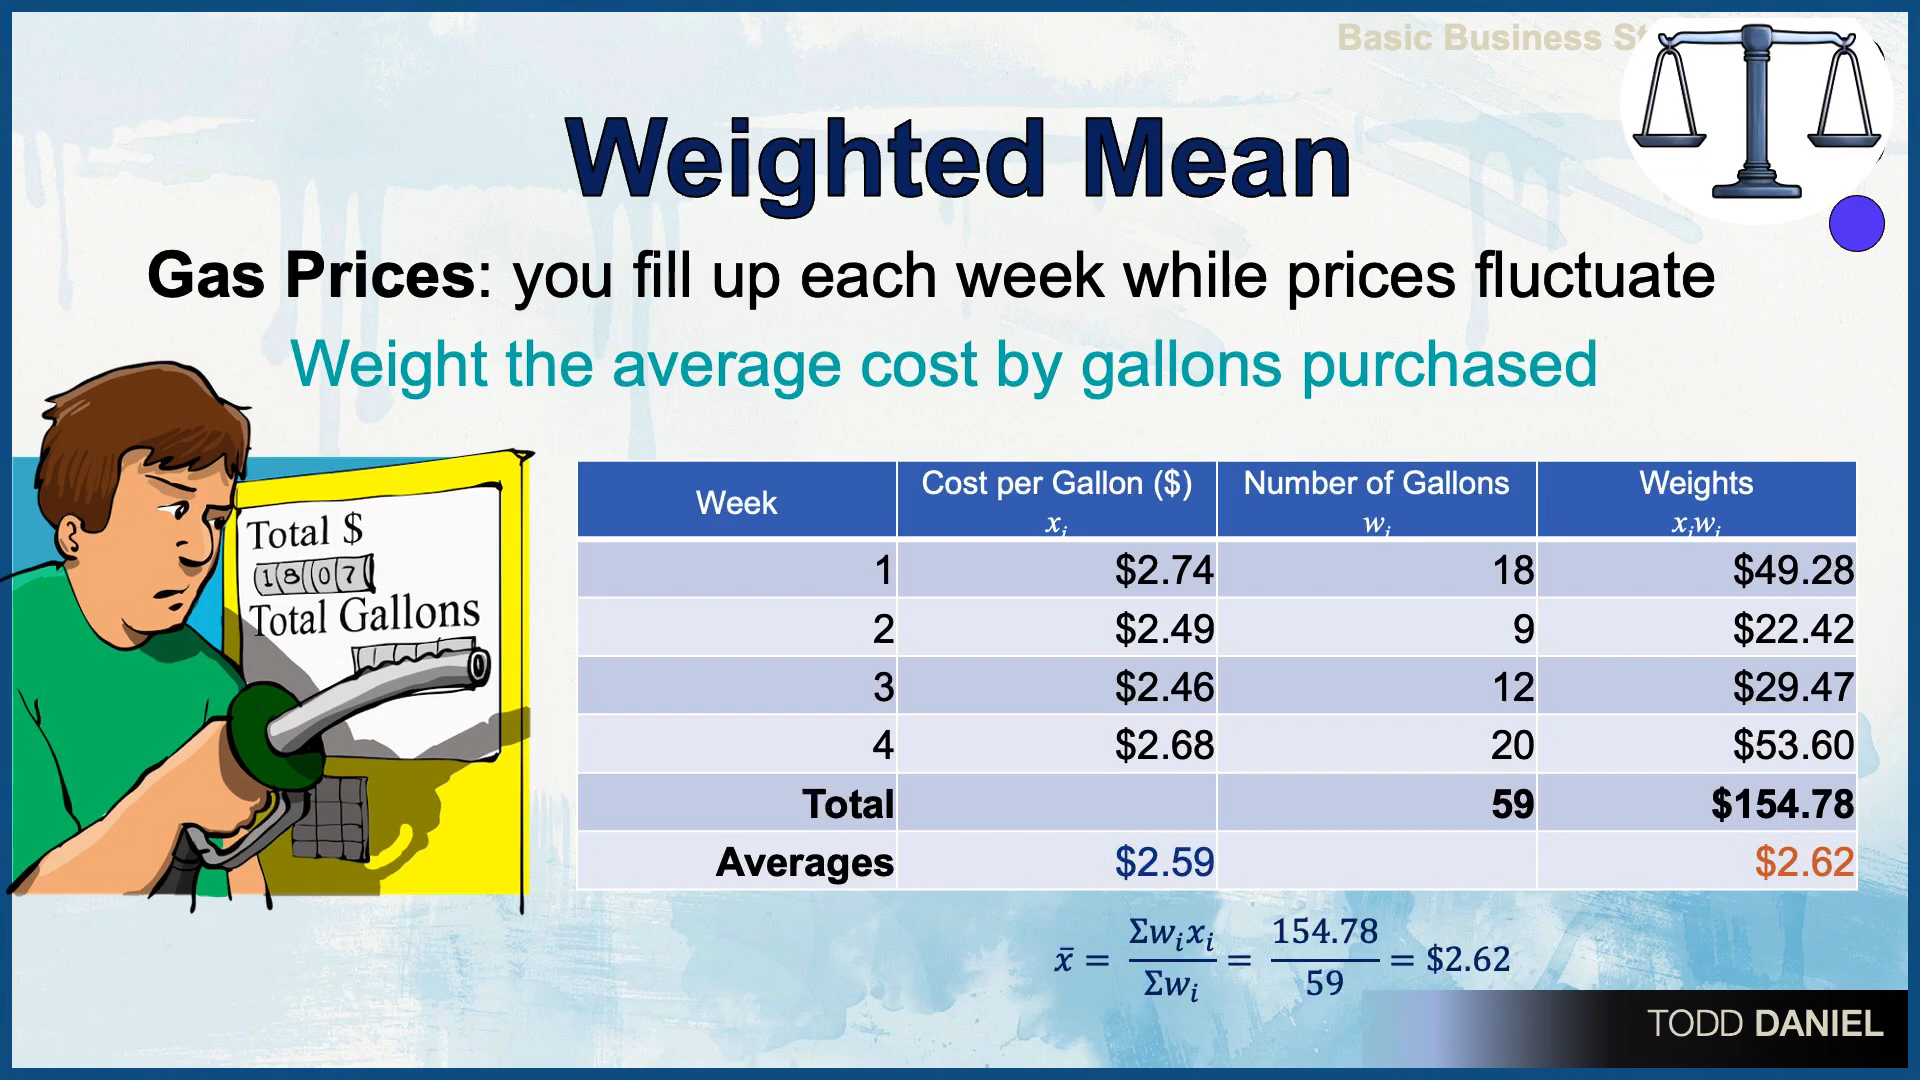 Basic Business
Weighted Mean
Gas Prices: you fill up each week while prices fluctuate
Weight the average cost by gallons purchased
Total $
1807
Total Gallons
Week Cost per Gallon ($) xᵢ Number of Gallons wᵢ Weights xᵢwᵢ
1 $2.74 18 $49.28
2 $2.49 9 $22.42
3 $2.46 12 $29.47
4 $2.68 20 $53.60
Total 59 $154.78
Averages $2.59 $2.62
x̄ = Σwᵢxᵢ / Σwᵢ = 154.78 / 59 = $2.62
TODD DANIEL